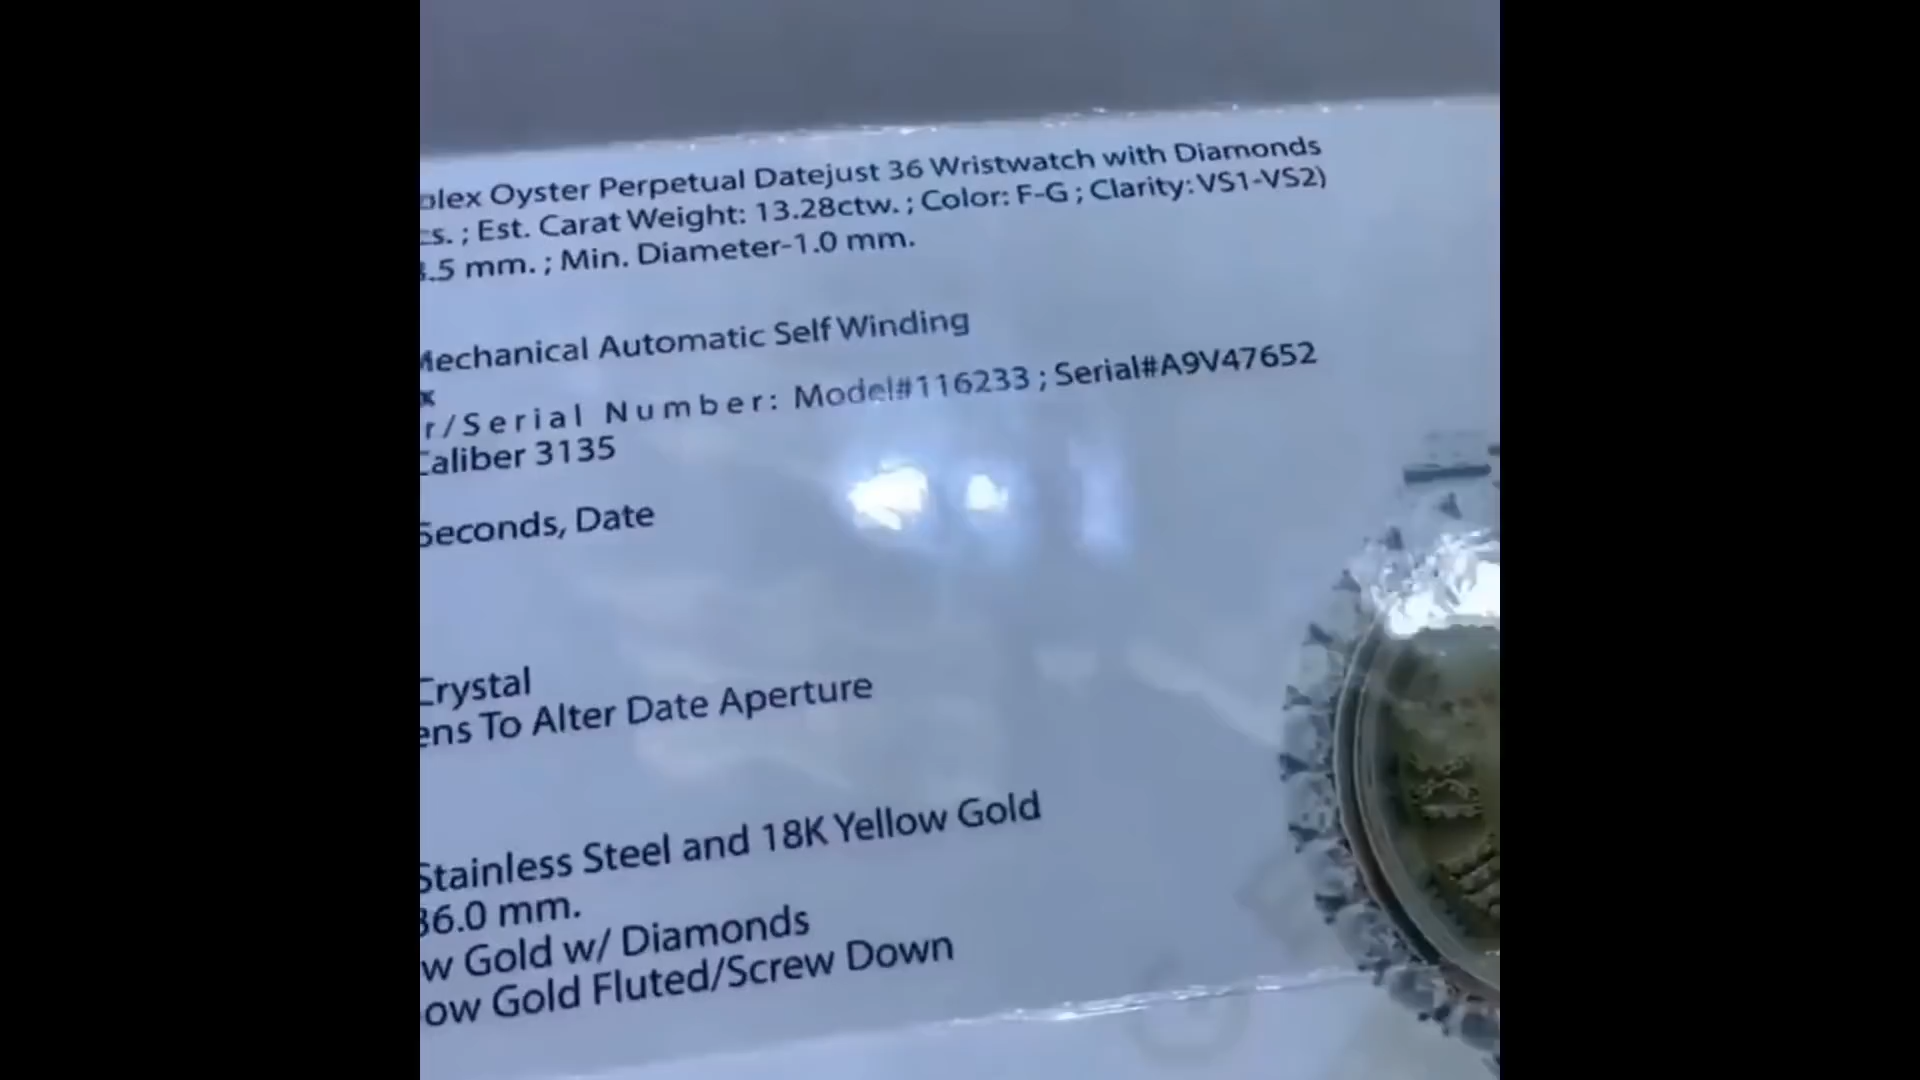 olex Oyster Perpetual Datejust 36 Wristwatch with Diamonds
cs. ; Est. Carat Weight: 13.28ctw. ; Color: F-G ; Clarity: VS1-VS2)
.5 mm. ; Min. Diameter-1.0 mm.
Mechanical Automatic Self Winding
x
r/Serial Number: Model#116233 ; Serial#A9V47652
Caliber 3135
Seconds, Date
Crystal
ens To Alter Date Aperture
Stainless Steel and 18K Yellow Gold
36.0 mm.
w Gold w/ Diamonds
ow Gold Fluted/Screw Down